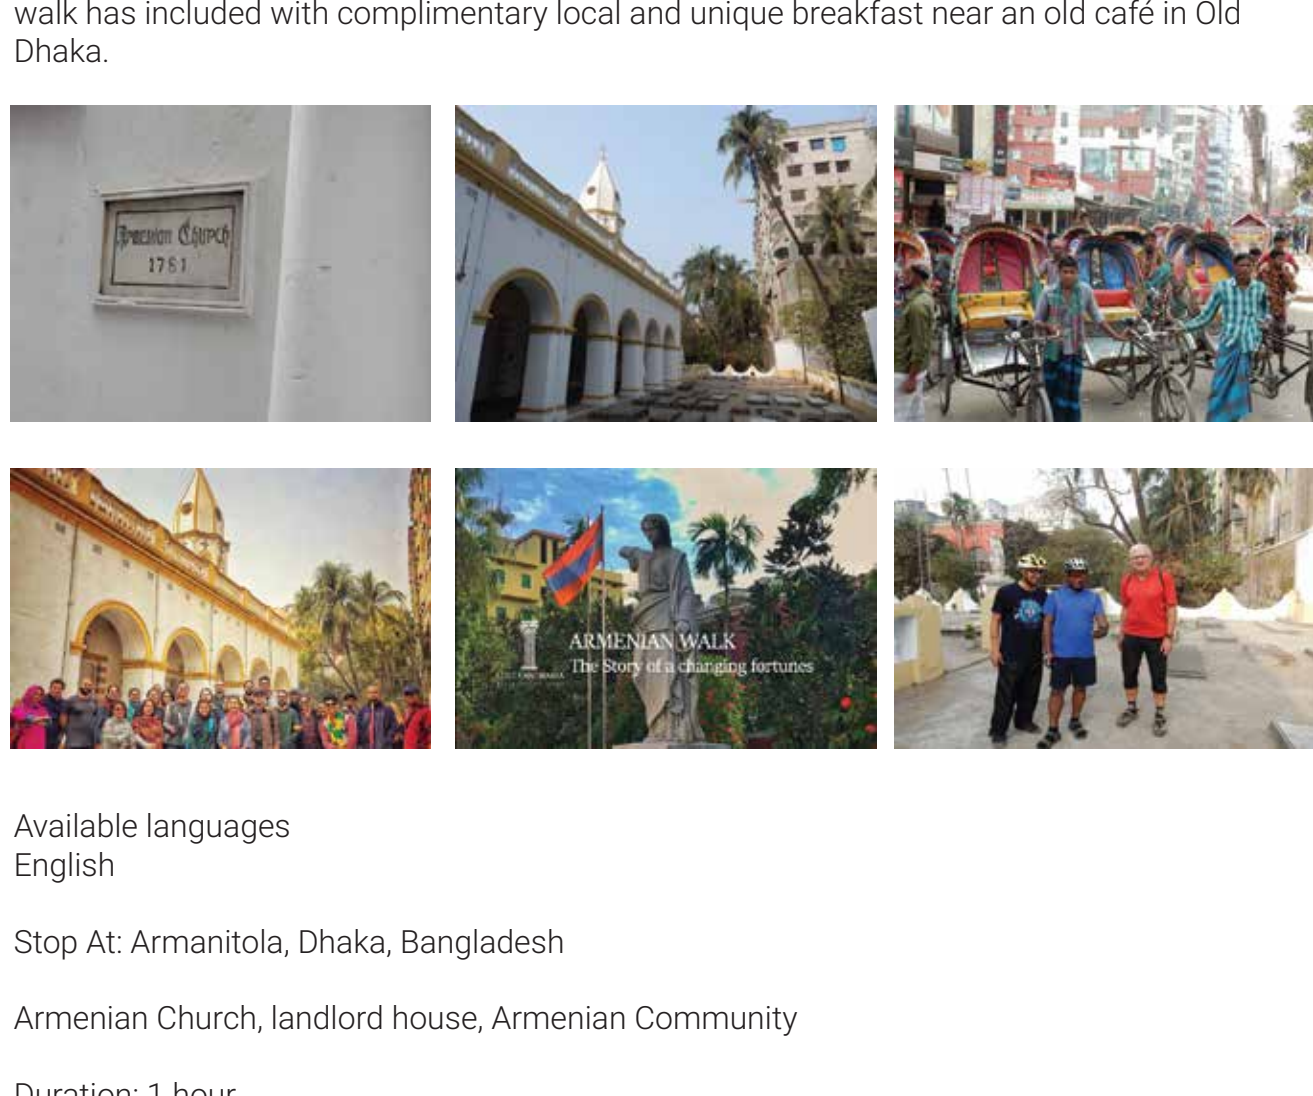 walk has included with complimentary local and unique breakfast near an old café in Old
Dhaka.
Armenian Church
1781
ARMENIAN WALK
The Story of a changing fortunes
Available languages
English
Stop At: Armanitola, Dhaka, Bangladesh
Armenian Church, landlord house, Armenian Community
Duration: 1 hour